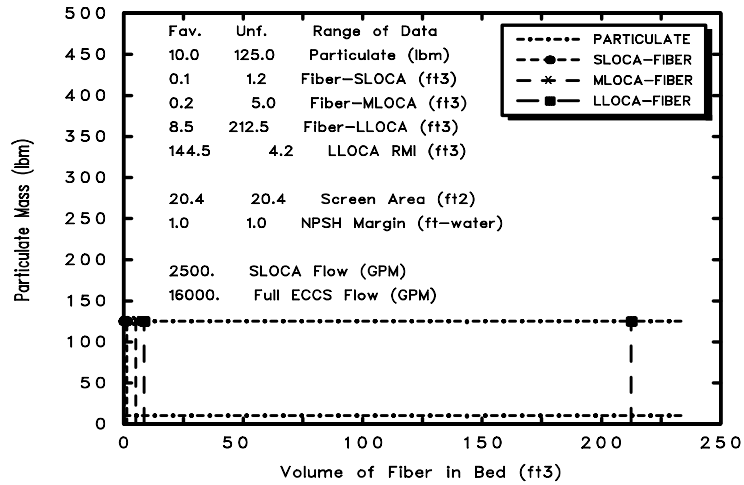 500
450
400
350
300
250
200
150
100
50
0
Particulate Mass (lbm)
Fav. Unf. Range of Data
10.0 125.0 Particulate (lbm)
0.1 1.2 Fiber-SLOCA (ft3)
0.2 5.0 Fiber-MLOCA (ft3)
8.5 212.5 Fiber-LLOCA (ft3)
144.5 4.2 LLOCA RMI (ft3)
20.4 20.4 Screen Area (ft2)
1.0 1.0 NPSH Margin (ft-water)
2500. SLOCA Flow (GPM)
16000. Full ECCS Flow (GPM)
PARTICULATE
SLOCA-FIBER
MLOCA-FIBER
LLOCA-FIBER
0 50 100 150 200 250
Volume of Fiber in Bed (ft3)